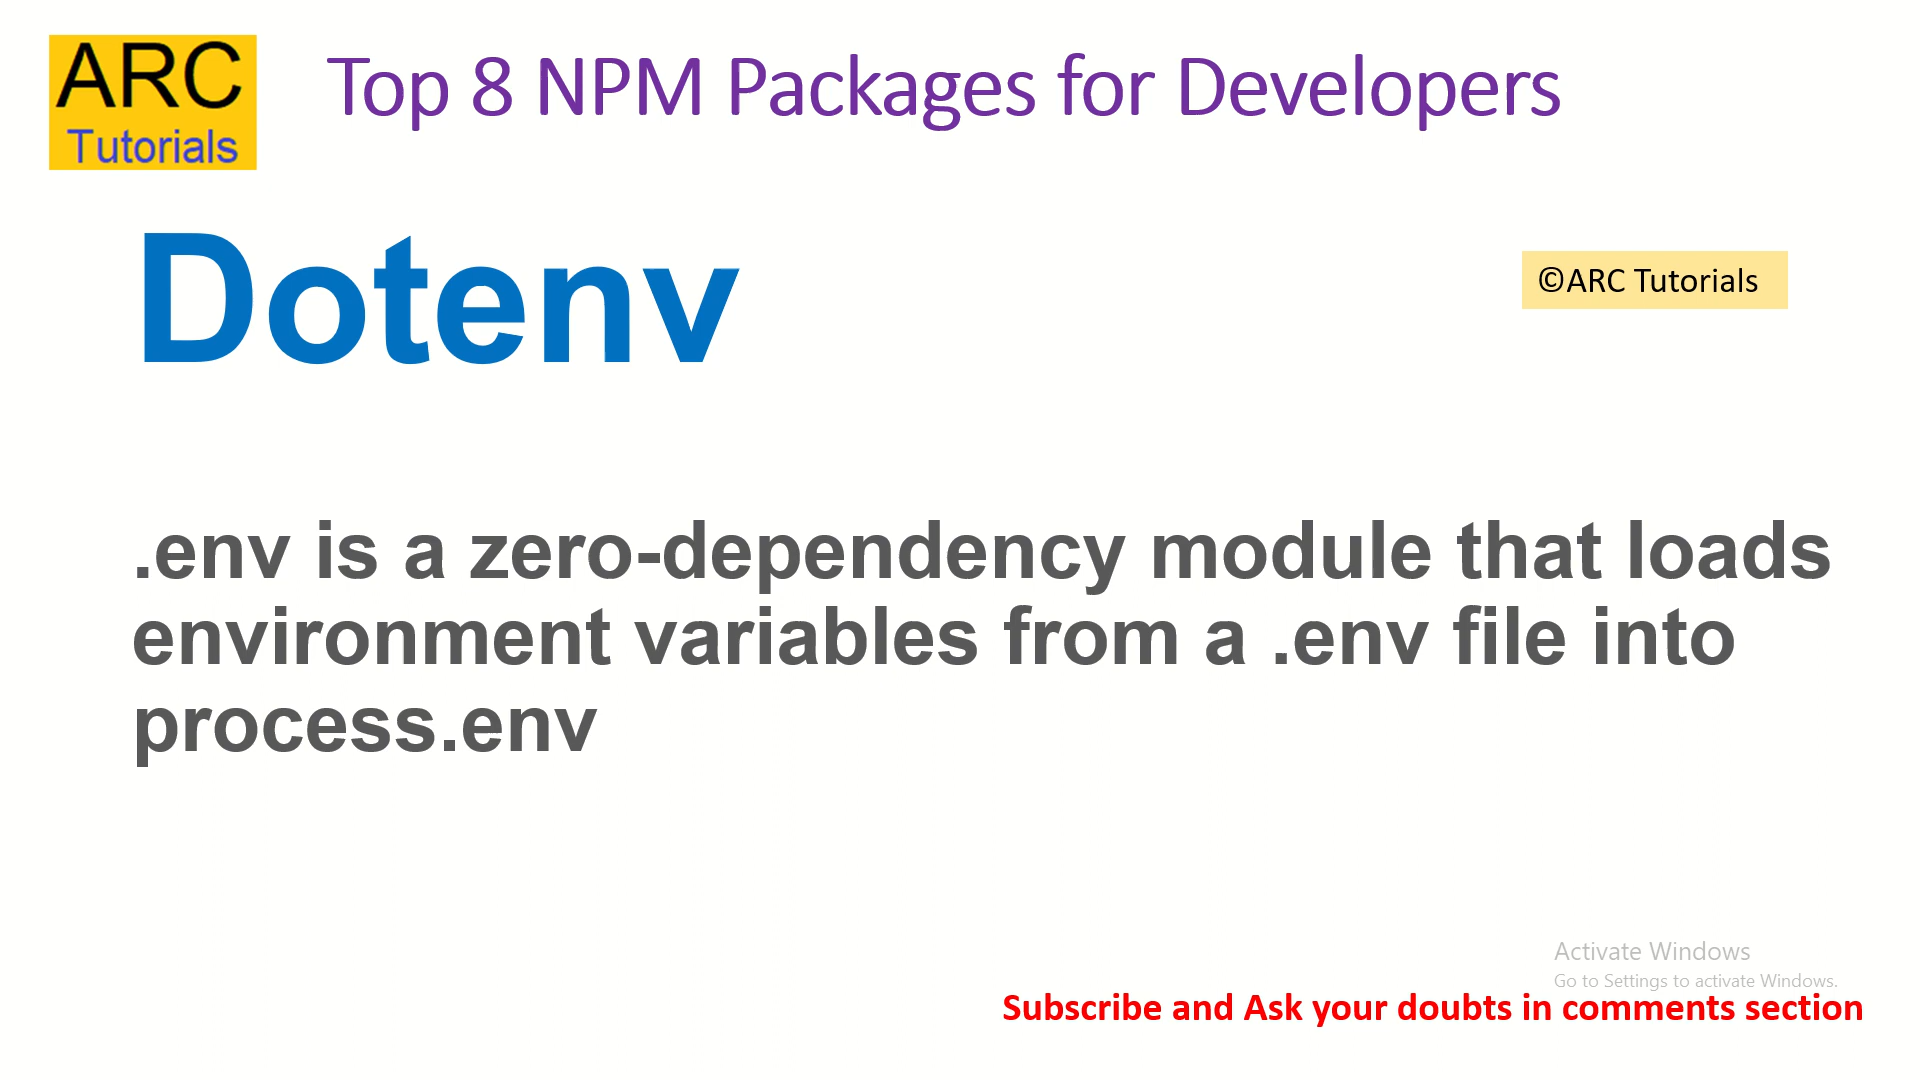 ARC
Tutorials
Top 8 NPM Packages for Developers
Dotenv
©ARC Tutorials
.env is a zero-dependency module that loads
environment variables from a .env file into
process.env
Activate Windows
Go to Settings to activate Windows.
Subscribe and Ask your doubts in comments section